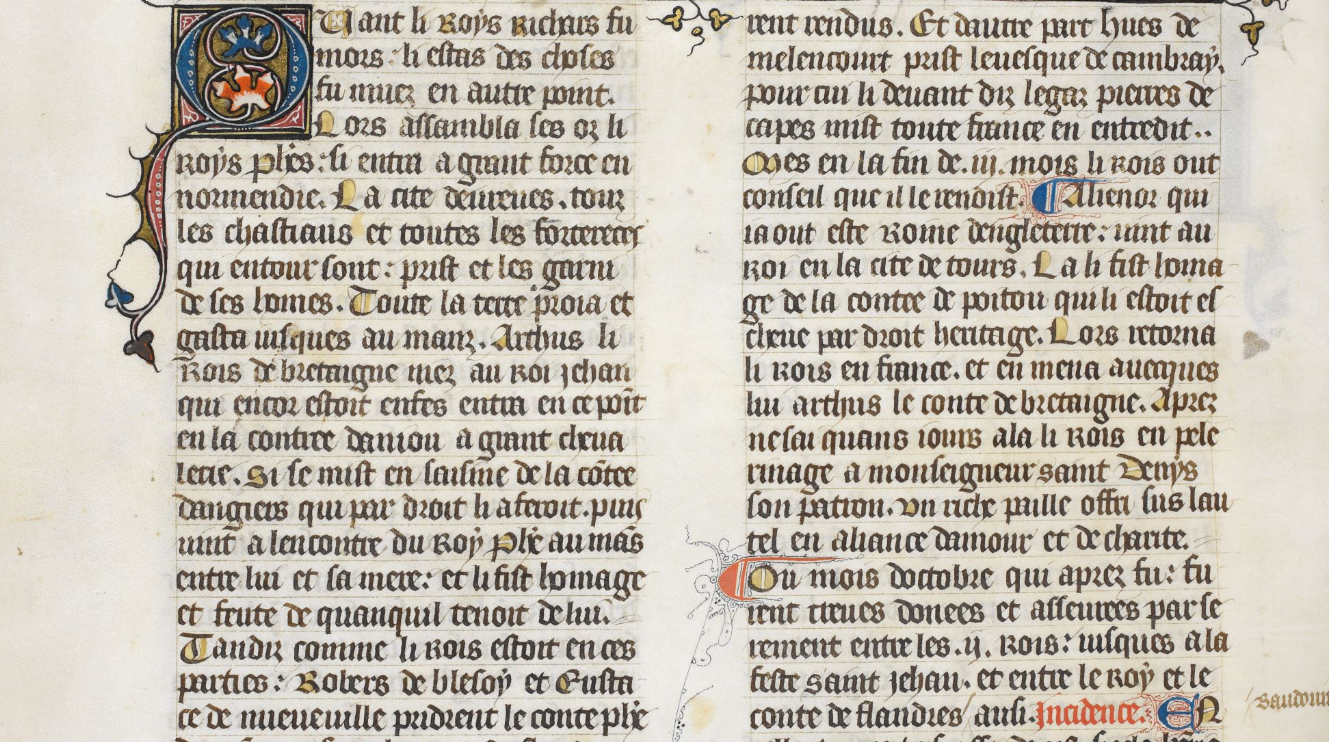 Quant li Roys Richars fu
mors : li estas des choses
fu muez en autre point.
Lors assambla ses oz li
roys phes : si entra a grant force en
normendie. La cite deureues . touz
les chastiaus et toutes les forterecez
qui entour sont : prist et les garni
de ses homes. Toute la terre proia et
gasta iusques au manz. Arthus li
Rois de bretaigne niez au roi jehan
qui encor estoit enfes entra en ce point
en la contree daniou a grant cheua
lerie. Si se mist en saisine de la cōtee
dangiers qui par droit li aferoit. puis
uint a lencontre du Roy phe au mās
entre lui et sa mere : et li fist homage
et feute de quanquil tenoit de lui.
Tandiz comme li rois estoit en ces
parties : Robers de blesoy et Eusta
ce de nueuuille pridrent le conte phe
rent rendus. Et dautre part hues de
melencourt prist leuesque de cambray.
pour cui li deuant diz legaz pierres de
capes mist toute france en entredit..
Mes en la fin de .iii. mois li rois out
conseil que il le rendist. Alienor qui
ia out este Roine dengleterre : uint au
roi en la cite de tours. La li fist homa
ge de la contee de poitou qui li estoit es
cheue par droit heritage. Lors retorna
li rois en france. et en mena auecques
lui arthus le conte de bretaigne. Aprez
ne sai quans iours ala li rois en pele
rinage a monseigneur saint Denys
son patron. vn riche paille offri sus lau
tel en aliance damour et de charite.
Ou mois doctobre qui aprez fu : fu
rent trieues donees et asseurees par se
rement entre les .ij. Rois : iusques a la
feste saint jehan. et entre le roy et le
conte de flandres ausi. Incidence. En
Baudouin